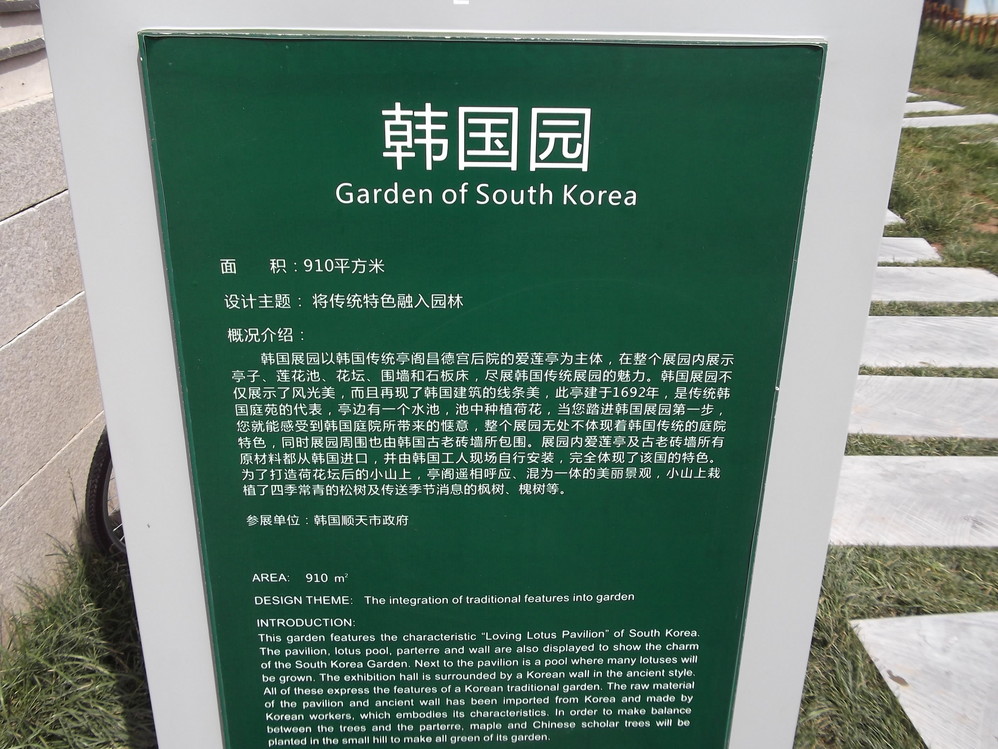 韩国园
Garden of South Korea
面 积：910平方米
设计主题： 将传统特色融入园林
概况介绍：
韩国展园以韩国传统亭阁昌德宫后院的爱莲亭为主体，在整个展园内展示
亭子、莲花池、花坛、围墙和石板床，尽展韩国传统展园的魅力。韩国展园不
仅展示了风光美，而且再现了韩国建筑的线条美，此亭建于1692年，是传统韩
国庭苑的代表，亭边有一个水池，池中种植荷花，当您踏进韩国展园第一步，
您就能感受到韩国庭院所带来的惬意，整个展园无处不体现着韩国传统的庭院
特色，同时展园周围也由韩国古老砖墙所包围。展园内爱莲亭及古老砖墙所有
原材料都从韩国进口，并由韩国工人现场自行安装，完全体现了该国的特色。
为了打造荷花坛后的小山上，亭阁遥相呼应、混为一体的美丽景观，小山上栽
植了四季常青的松树及传送季节消息的枫树、槐树等。
参展单位：韩国顺天市政府
AREA: 910 m²
DESIGN THEME: The integration of traditional features into garden
INTRODUCTION:
This garden features the characteristic “Loving Lotus Pavilion” of South Korea.
The pavilion, lotus pool, parterre and wall are also displayed to show the charm
of the South Korea Garden. Next to the pavilion is a pool where many lotuses will
be grown. The exhibition hall is surrounded by a Korean wall in the ancient style.
All of these express the features of a Korean traditional garden. The raw material
of the pavilion and ancient wall has been imported from Korea and made by
Korean workers, which embodies its characteristics. In order to make balance
between the trees and the parterre, maple and Chinese scholar trees will be
planted in the small hill to make all green of its garden.